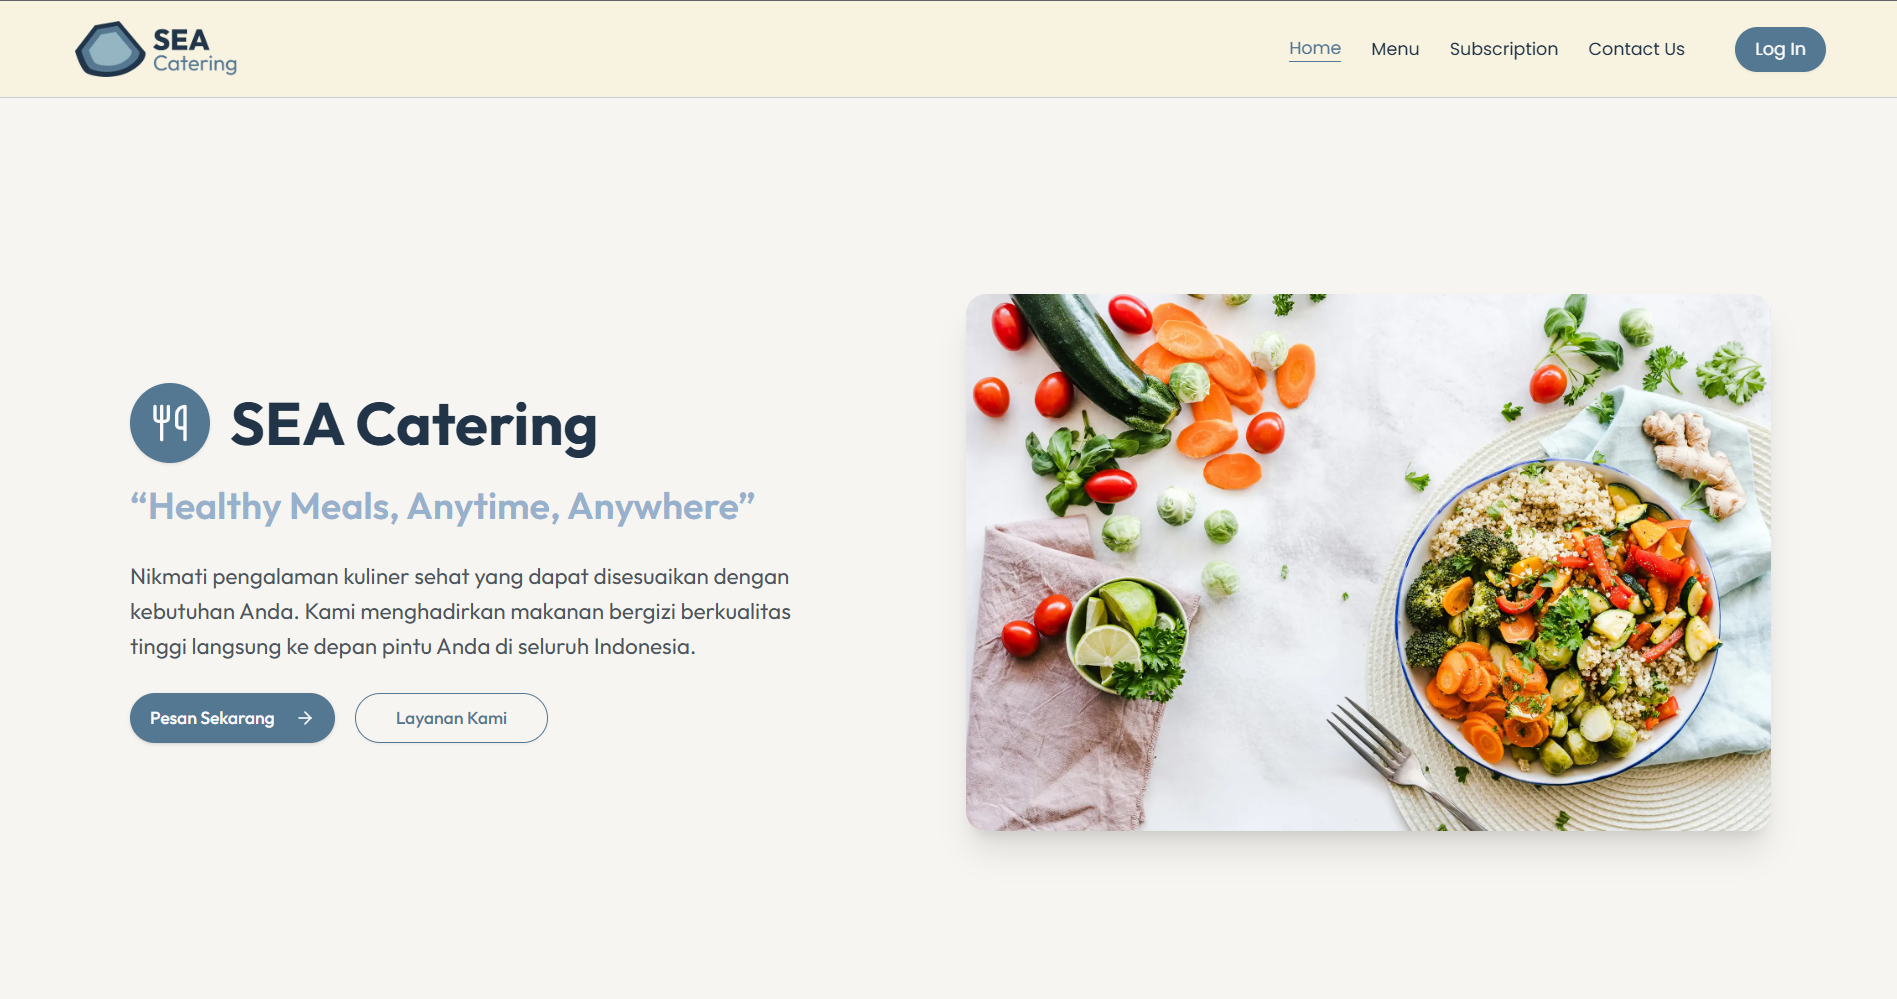 SEA
Catering
Home
Menu
Subscription
Contact Us
Log In
SEA Catering
“Healthy Meals, Anytime, Anywhere”
Nikmati pengalaman kuliner sehat yang dapat disesuaikan dengan
kebutuhan Anda. Kami menghadirkan makanan bergizi berkualitas
tinggi langsung ke depan pintu Anda di seluruh Indonesia.
Pesan Sekarang
Layanan Kami